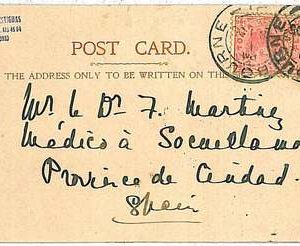 POST CARD.
THE ADDRESS ONLY TO BE WRITTEN ON THE
Mr. le Dr. F. Martinez
Médico à Socuellamo
Province de Ciudad.
Spain